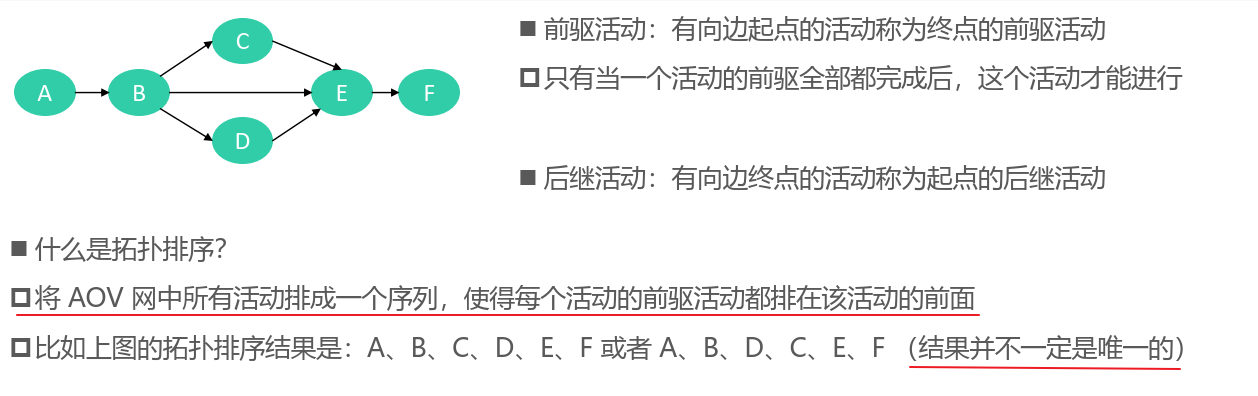 C
A
B
E
F
D
■ 前驱活动：有向边起点的活动称为终点的前驱活动
只有当一个活动的前驱全部都完成后，这个活动才能进行
■ 后继活动：有向边终点的活动称为起点的后继活动
■ 什么是拓扑排序？
将 AOV 网中所有活动排成一个序列，使得每个活动的前驱活动都排在该活动的前面
比如上图的拓扑排序结果是：A、B、C、D、E、F 或者 A、B、D、C、E、F （结果并不一定是唯一的）